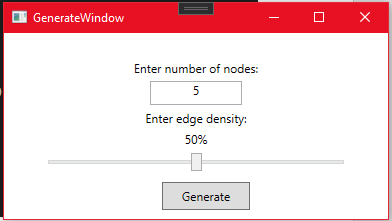 GenerateWindow
Enter number of nodes:
5
Enter edge density:
50%
Generate